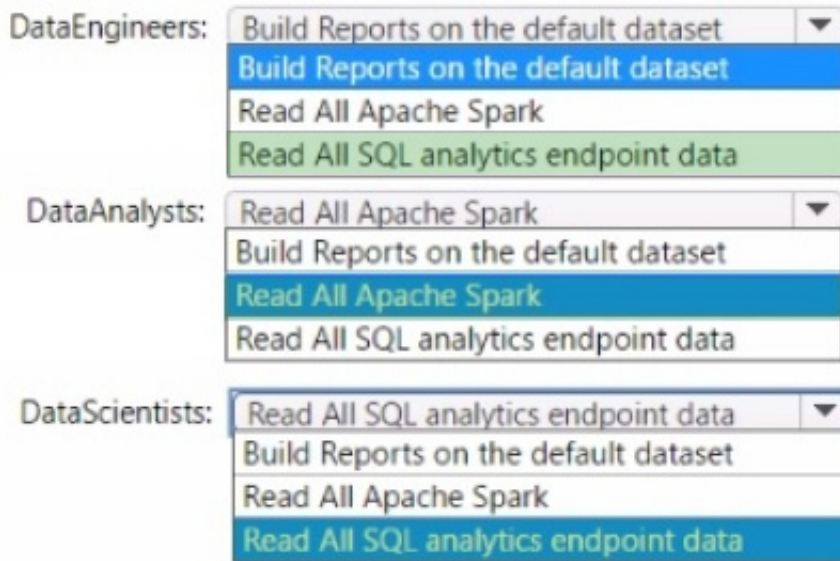 DataEngineers: Build Reports on the default dataset
Build Reports on the default dataset
Read All Apache Spark
Read All SQL analytics endpoint data
DataAnalysts: Read All Apache Spark
Build Reports on the default dataset
Read All Apache Spark
Read All SQL analytics endpoint data
DataScientists: Read All SQL analytics endpoint data
Build Reports on the default dataset
Read All Apache Spark
Read All SQL analytics endpoint data